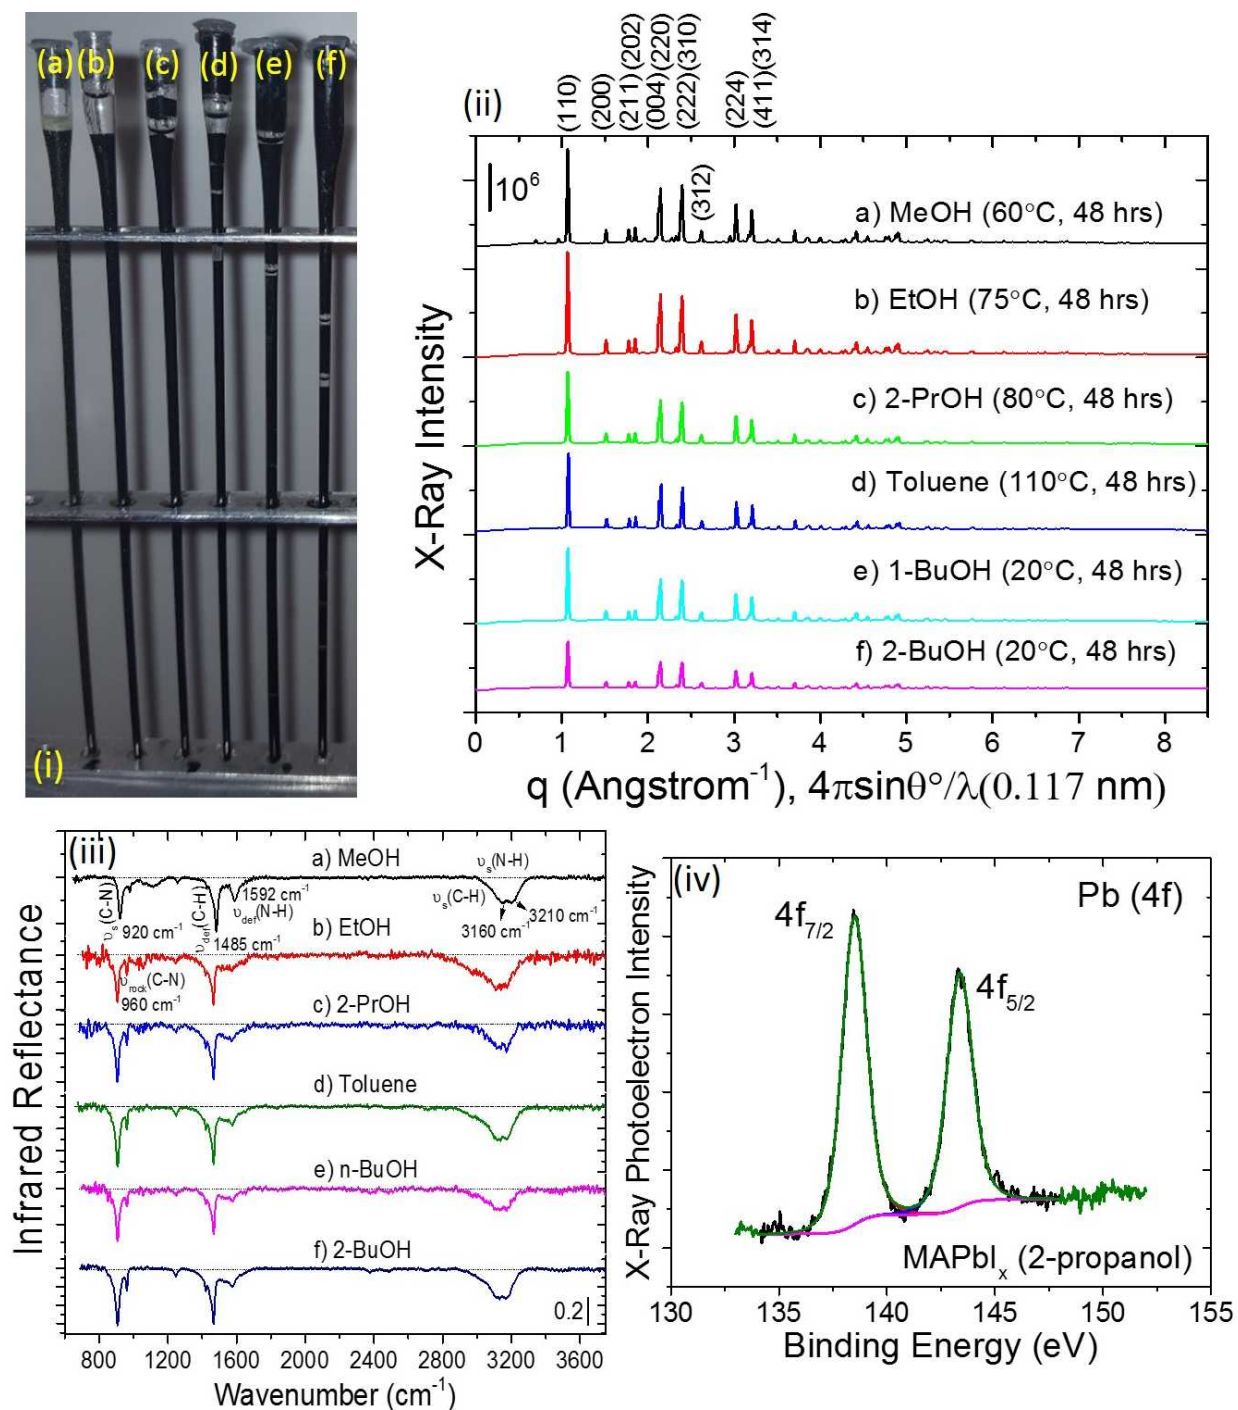 (a) (b) (c) (d) (e) (f)
(i)
(ii)
(110)
(200)
(211) (202)
(004) (220)
(222) (310)
(224)
(411) (314)
(312)
10⁶
a) MeOH (60°C, 48 hrs)
b) EtOH (75°C, 48 hrs)
c) 2-PrOH (80°C, 48 hrs)
d) Toluene (110°C, 48 hrs)
e) 1-BuOH (20°C, 48 hrs)
f) 2-BuOH (20°C, 48 hrs)
X-Ray Intensity
0 1 2 3 4 5 6 7 8
q (Angstrom⁻¹), 4πsinθ°/λ(0.117 nm)
(iii)
a) MeOH
υₛ(C-N)
920 cm⁻¹
υ_def(C-H)
1485 cm⁻¹
1592 cm⁻¹
υ_def(N-H)
υₛ(N-H)
υₛ(C-H)
3160 cm⁻¹
3210 cm⁻¹
b) EtOH
υ_rock(C-N)
960 cm⁻¹
c) 2-PrOH
d) Toluene
e) n-BuOH
f) 2-BuOH
0.2
Infrared Reflectance
800 1200 1600 2000 2400 2800 3200 3600
Wavenumber (cm⁻¹)
(iv)
Pb (4f)
4f₇/₂
4f₅/₂
MAPbIₓ (2-propanol)
X-Ray Photoelectron Intensity
130 135 140 145 150 155
Binding Energy (eV)